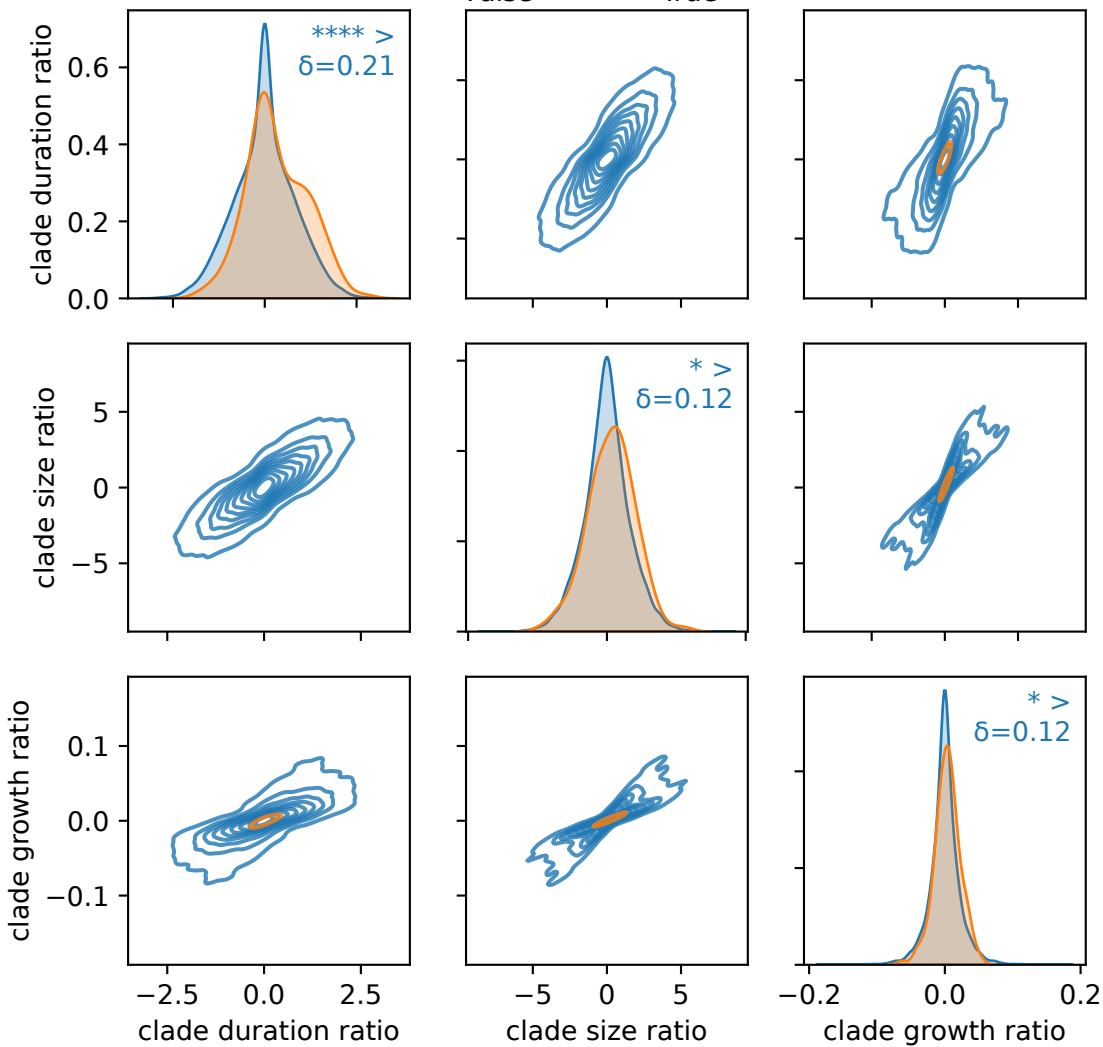 clade duration ratio
0.6
0.4
0.2
0.0
**** >
δ=0.21
clade size ratio
5
0
−5
* >
δ=0.12
clade growth ratio
0.1
0.0
−0.1
* >
δ=0.12
−2.5 0.0 2.5
−5 0 5
−0.2 0.0 0.2
clade duration ratio
clade size ratio
clade growth ratio